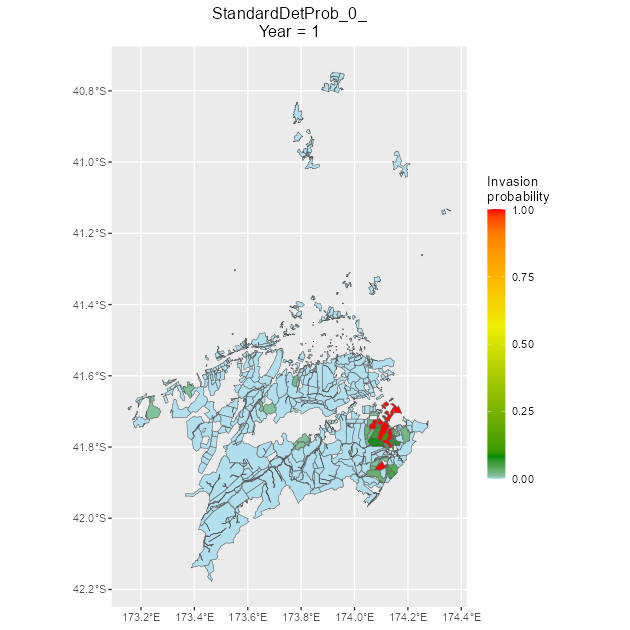 StandardDetProb_0_
Year = 1
40.8°S
41.0°S
41.2°S
41.4°S
41.6°S
41.8°S
42.0°S
42.2°S
173.2°E
173.4°E
173.6°E
173.8°E
174.0°E
174.2°E
174.4°E
Invasion
probability
1.00
0.75
0.50
0.25
0.00